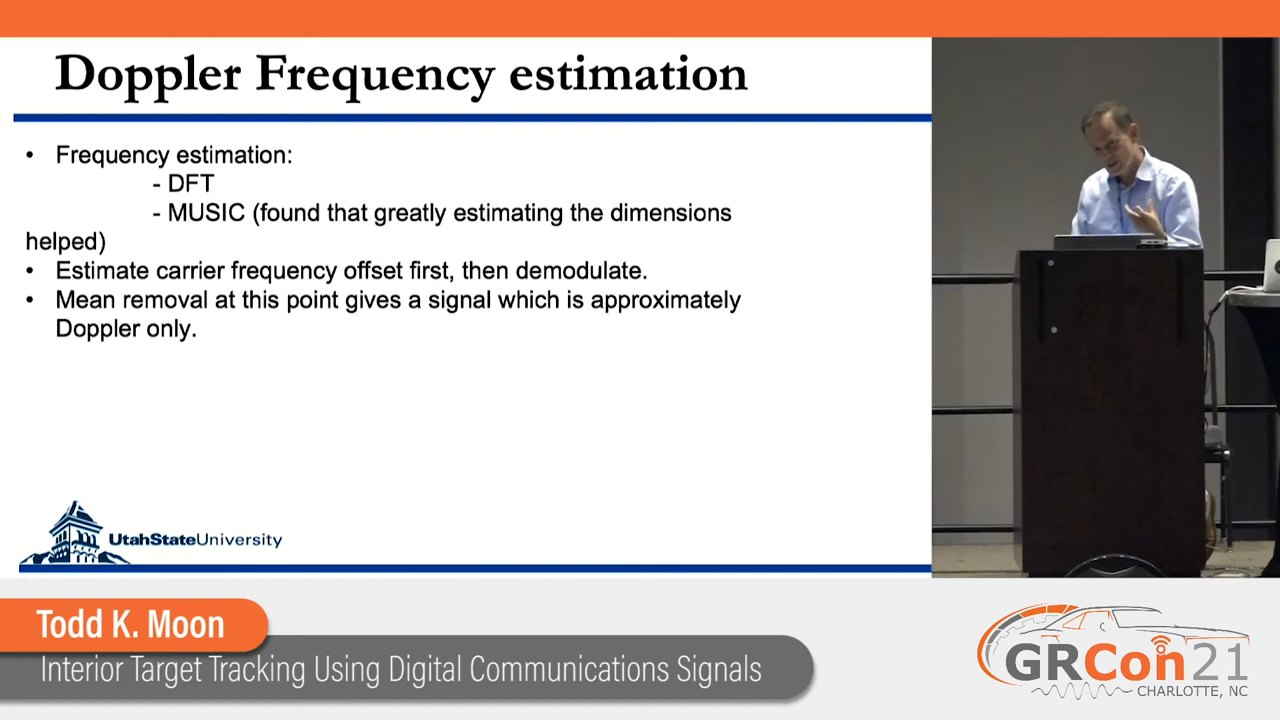 Doppler Frequency estimation
• Frequency estimation:
- DFT
- MUSIC (found that greatly estimating the dimensions
helped)
• Estimate carrier frequency offset first, then demodulate.
• Mean removal at this point gives a signal which is approximately
Doppler only.
UtahStateUniversity
Todd K. Moon
Interior Target Tracking Using Digital Communications Signals
GRCon21
CHARLOTTE, NC